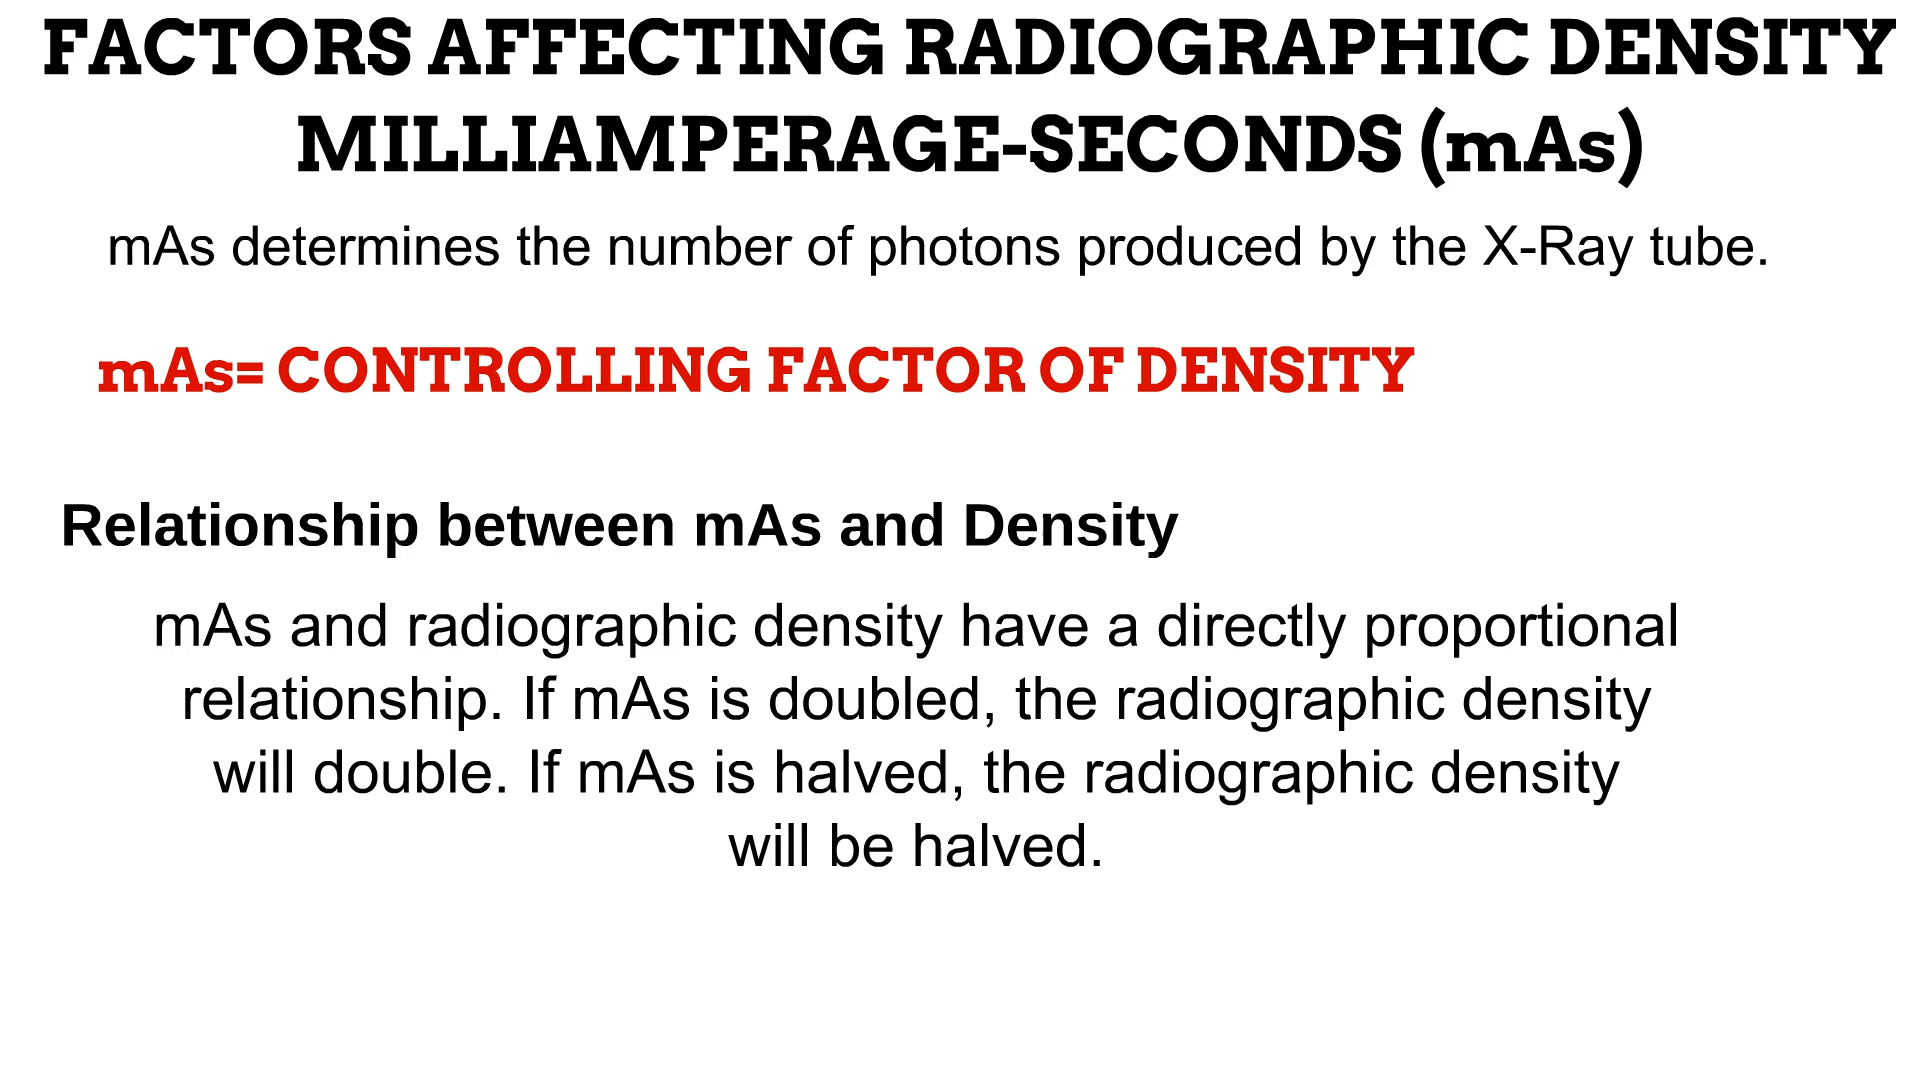 FACTORS AFFECTING RADIOGRAPHIC DENSITY
MILLIAMPERAGE-SECONDS (mAs)
mAs determines the number of photons produced by the X-Ray tube.
mAs= CONTROLLING FACTOR OF DENSITY
Relationship between mAs and Density
mAs and radiographic density have a directly proportional
relationship. If mAs is doubled, the radiographic density
will double. If mAs is halved, the radiographic density
will be halved.